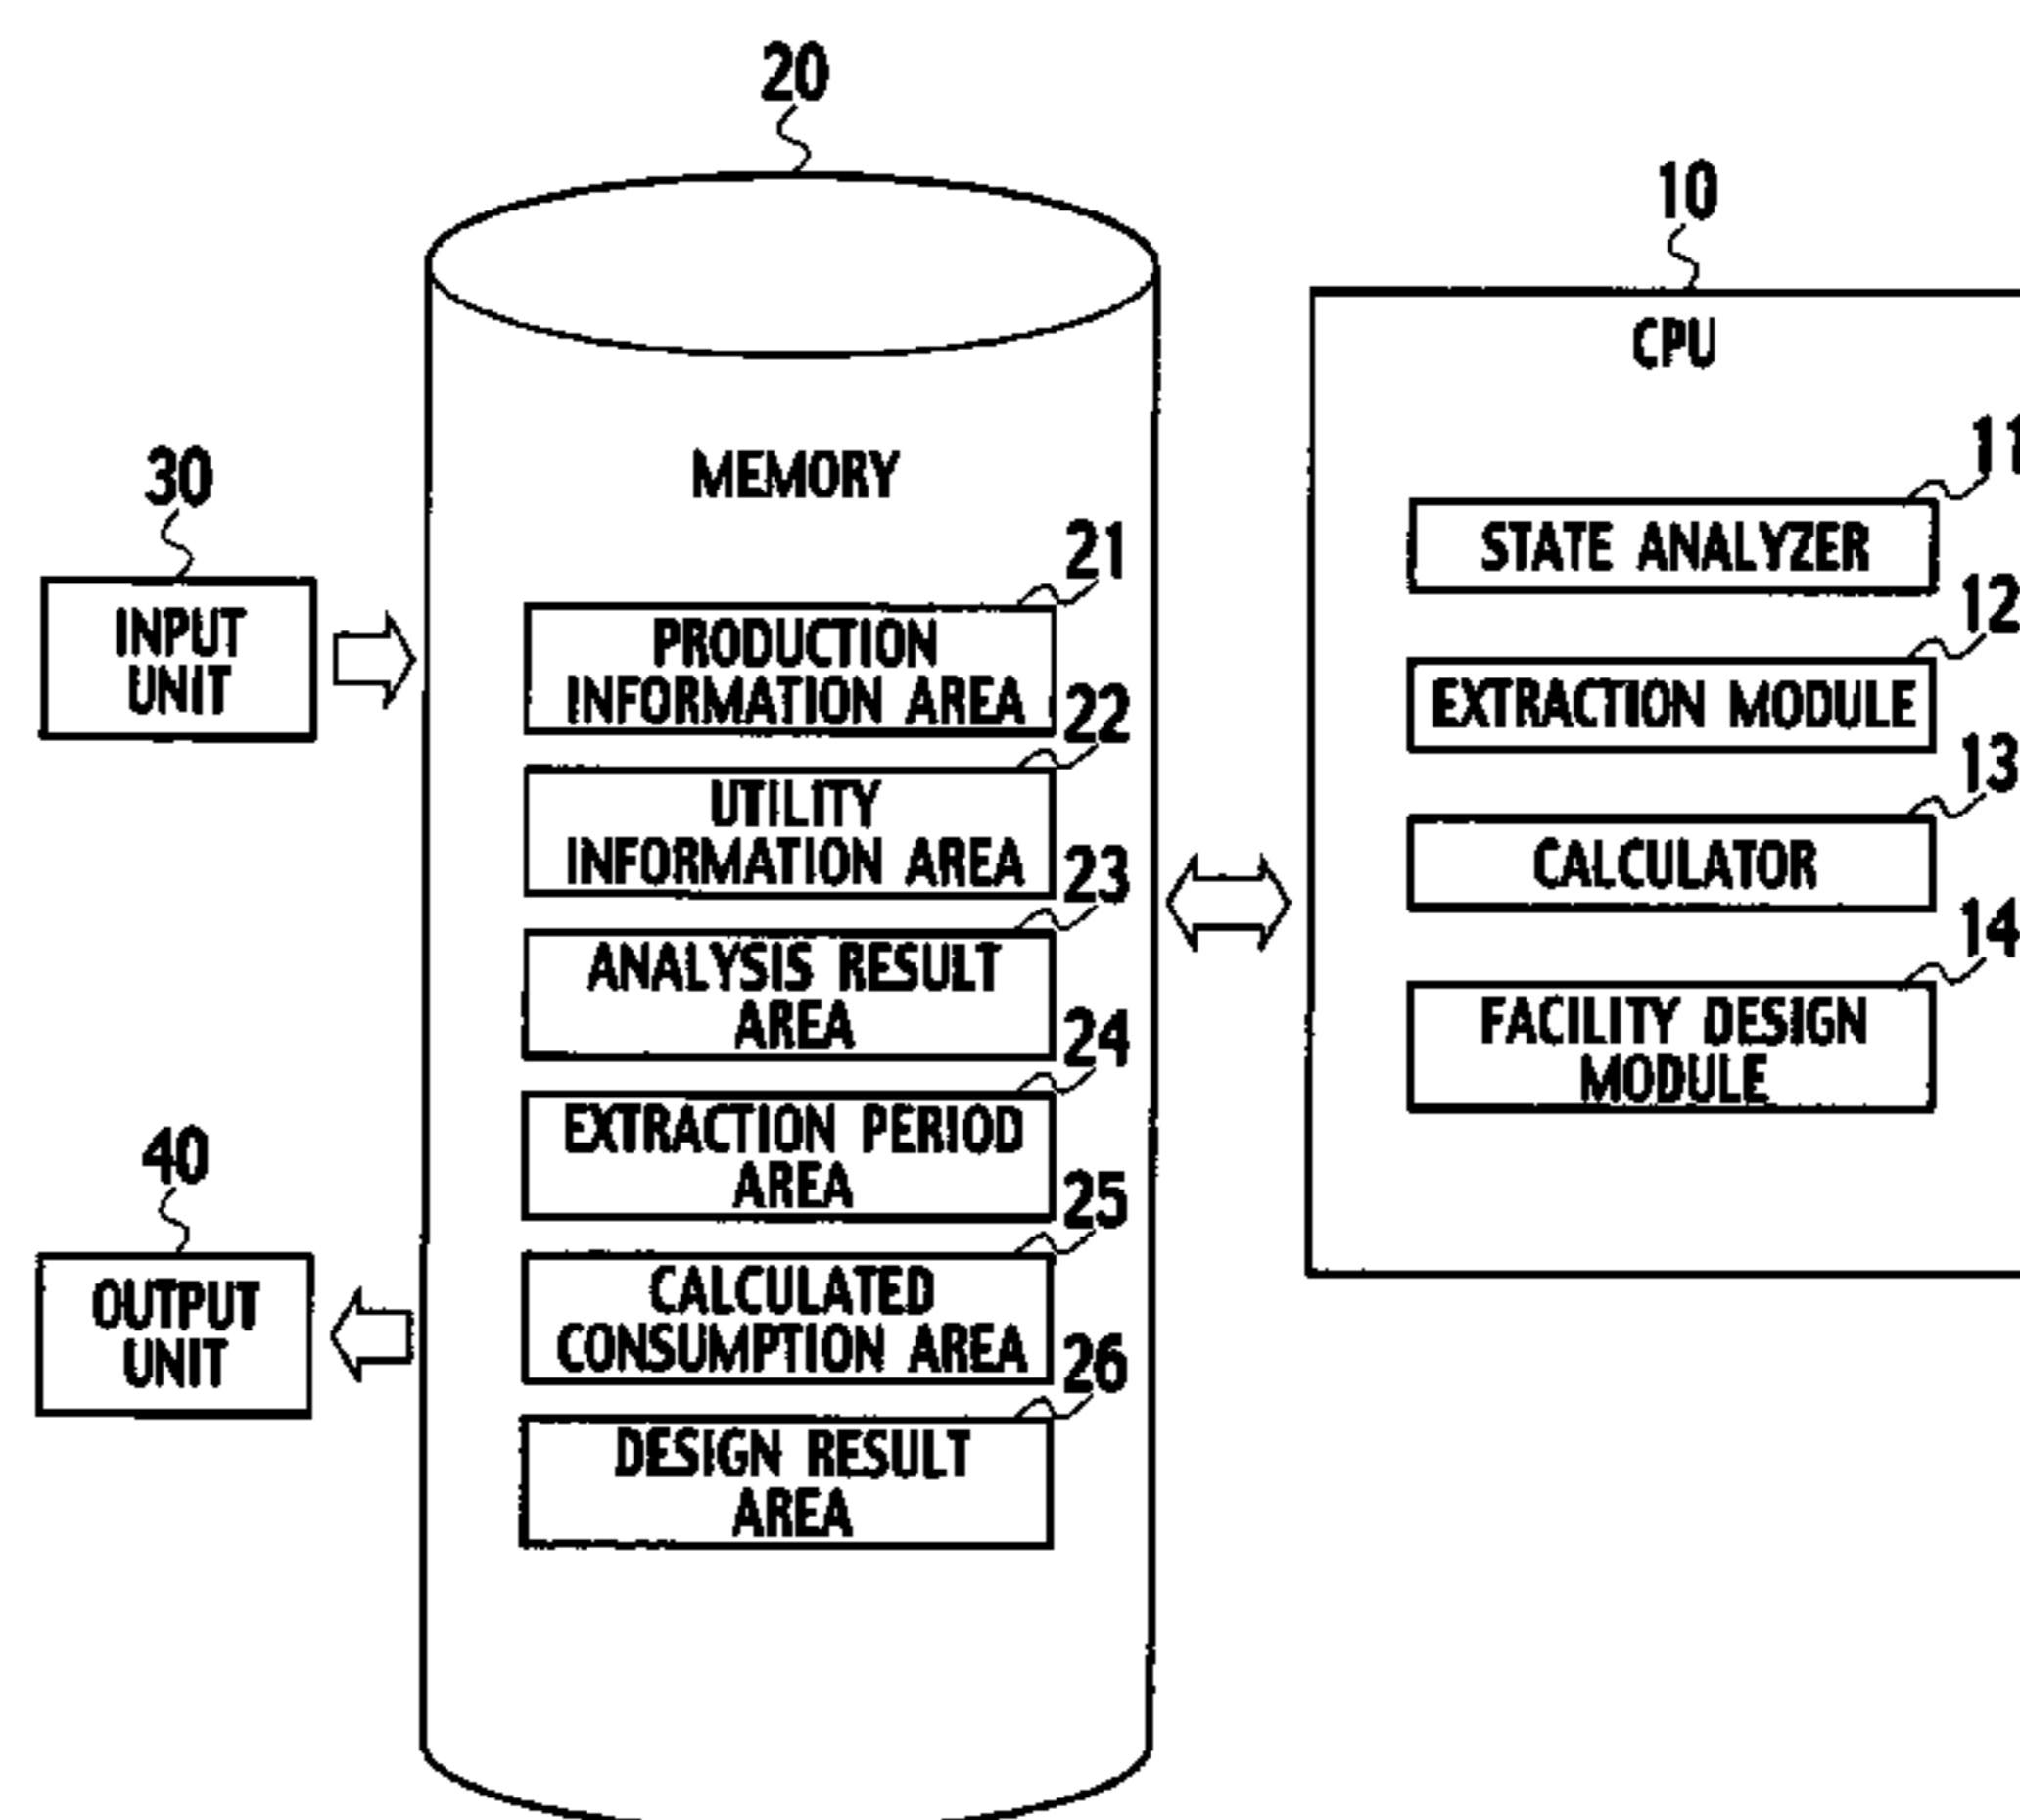 20
10
CPU
MEMORY
30
INPUT
UNIT
21
PRODUCTION
INFORMATION AREA
22
UTILITY
INFORMATION AREA
23
ANALYSIS RESULT
AREA
24
EXTRACTION PERIOD
AREA
25
CALCULATED
CONSUMPTION AREA
26
DESIGN RESULT
AREA
40
OUTPUT
UNIT
11
STATE ANALYZER
12
EXTRACTION MODULE
13
CALCULATOR
14
FACILITY DESIGN
MODULE